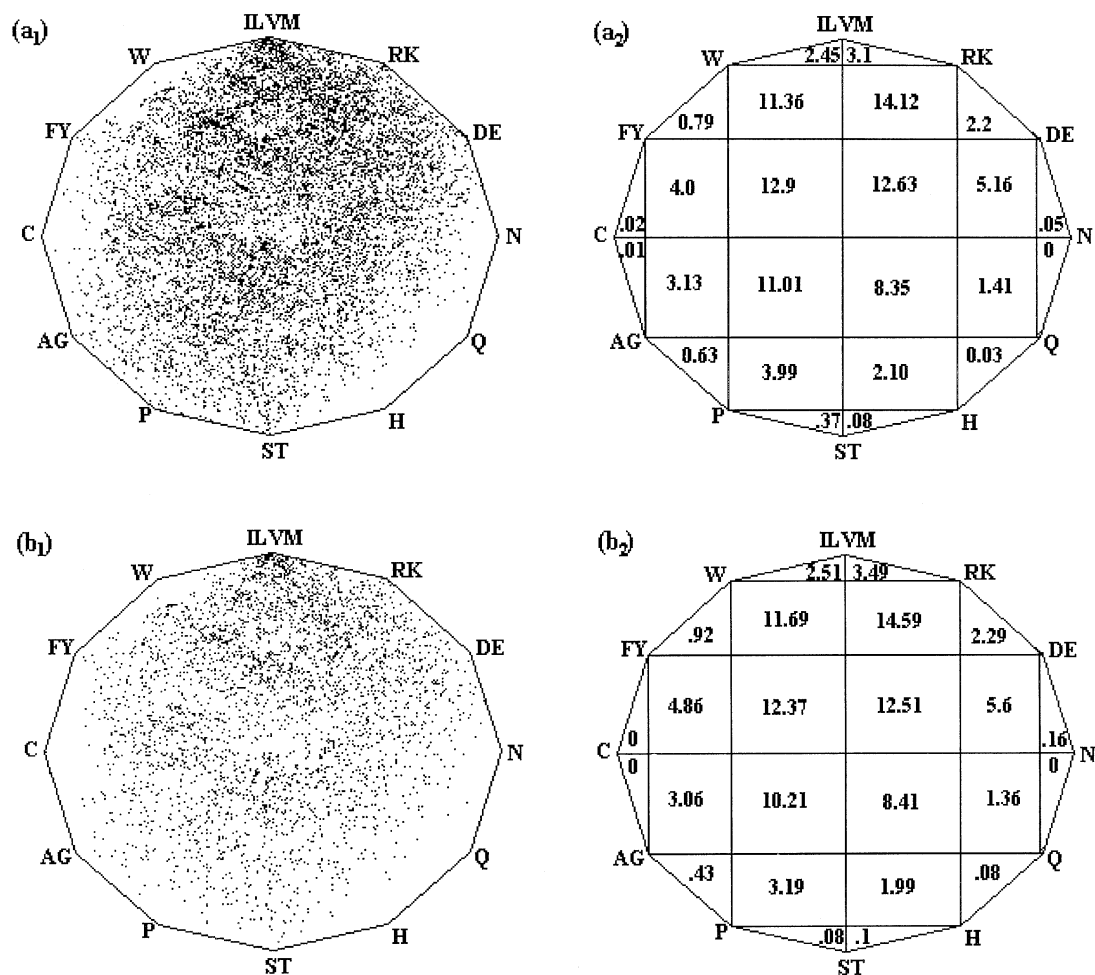 (a1)
ILVM
W
RK
FY
DE
C
N
AG
Q
P
H
ST
(a2)
ILVM
W
2.45 3.1
RK
11.36 14.12
FY
0.79
2.2
DE
4.0 12.9 12.63 5.16
C
.02
.05
N
.01
0
3.13 11.01 8.35 1.41
AG
0.63
0.03
Q
3.99 2.10
P
.37 .08
H
ST
(b1)
ILVM
W
RK
FY
DE
C
N
AG
Q
P
H
ST
(b2)
ILVM
W
2.51 3.49
RK
11.69 14.59
FY
.92
2.29
DE
4.86 12.37 12.51 5.6
C
0
.16
N
0
0
3.06 10.21 8.41 1.36
AG
.43
.08
Q
3.19 1.99
P
.08 .1
H
ST